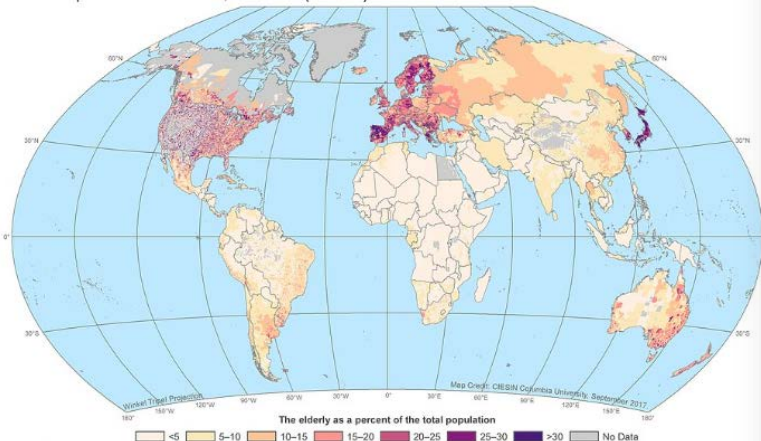 60°N
60°N
30°N
30°N
0°
0°
30°S
30°S
Winkel Tripel Projection
Map Credit: CIESIN Columbia University, September 2017
180° 150°W 120°W 90°W 60°W 30°W 0° 30°E 60°E 90°E 120°E 150°E 180°
The elderly as a percent of the total population
<5 5–10 10–15 15–20 20–25 25–30 >30 No Data